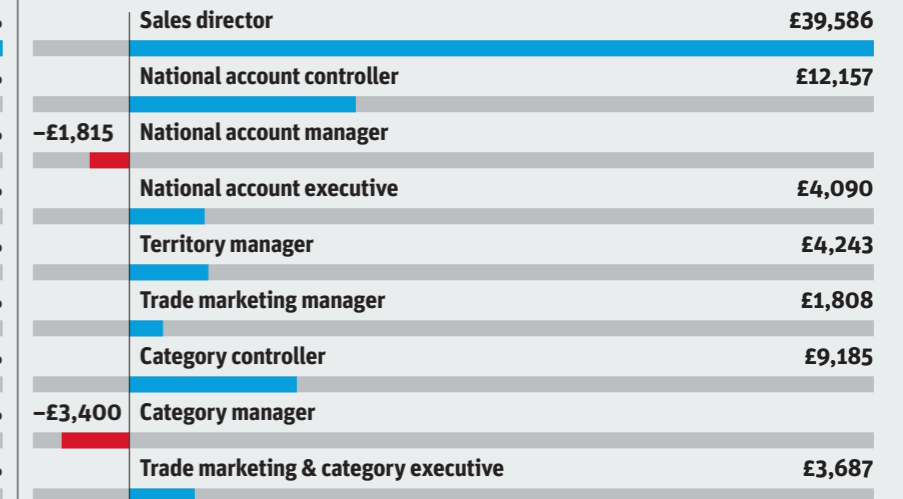 Sales director £39,586
National account controller £12,157
–£1,815 National account manager
National account executive £4,090
Territory manager £4,243
Trade marketing manager £1,808
Category controller £9,185
–£3,400 Category manager
Trade marketing & category executive £3,687